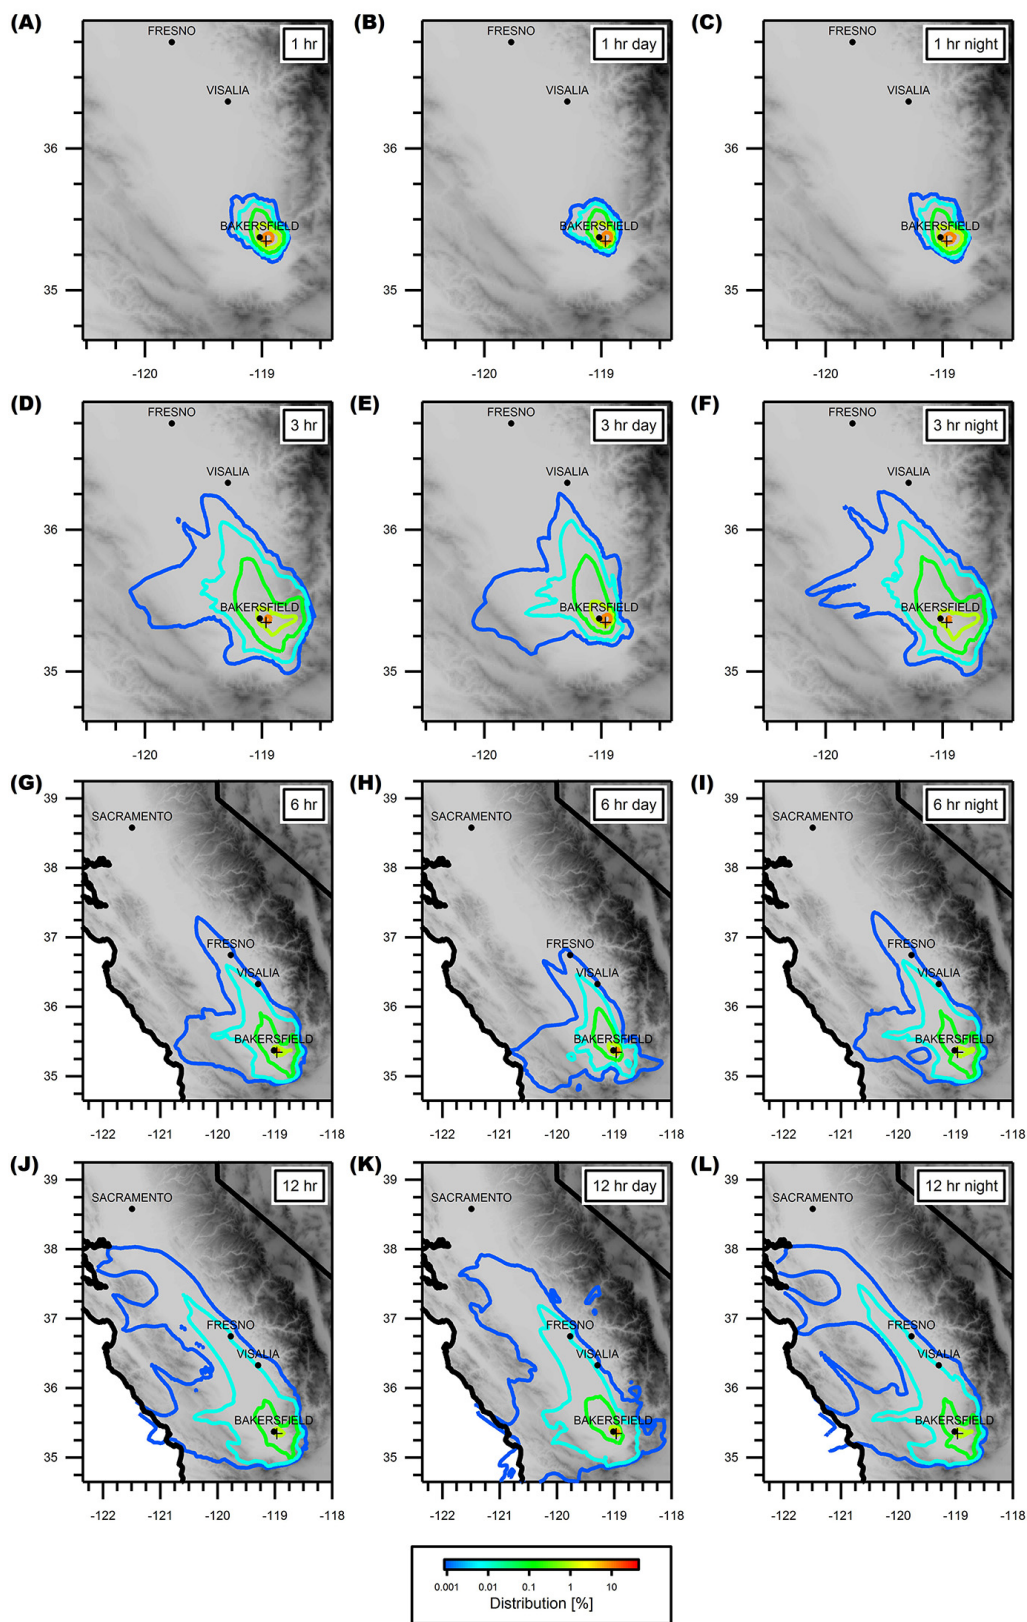 (A) (B) (C)
FRESNO 1 hr FRESNO 1 hr day FRESNO 1 hr night
VISALIA VISALIA VISALIA
36 36 36
BAKERSFIELD BAKERSFIELD BAKERSFIELD
35 35 35
-120 -119 -120 -119 -120 -119
(D) (E) (F)
FRESNO 3 hr FRESNO 3 hr day FRESNO 3 hr night
VISALIA VISALIA VISALIA
36 36 36
BAKERSFIELD BAKERSFIELD BAKERSFIELD
35 35 35
-120 -119 -120 -119 -120 -119
(G) (H) (I)
39 6 hr 39 6 hr day 39 6 hr night
SACRAMENTO SACRAMENTO SACRAMENTO
38 38 38
37 37 37
FRESNO FRESNO FRESNO
VISALIA VISALIA VISALIA
36 36 36
BAKERSFIELD BAKERSFIELD BAKERSFIELD
35 35 35
-122 -121 -120 -119 -118 -122 -121 -120 -119 -118 -122 -121 -120 -119 -118
(J) (K) (L)
39 12 hr 39 12 hr day 39 12 hr night
SACRAMENTO SACRAMENTO SACRAMENTO
38 38 38
37 37 37
FRESNO FRESNO FRESNO
VISALIA VISALIA VISALIA
36 36 36
BAKERSFIELD BAKERSFIELD BAKERSFIELD
35 35 35
-122 -121 -120 -119 -118 -122 -121 -120 -119 -118 -122 -121 -120 -119 -118
0.001 0.01 0.1 1 10
Distribution [%]